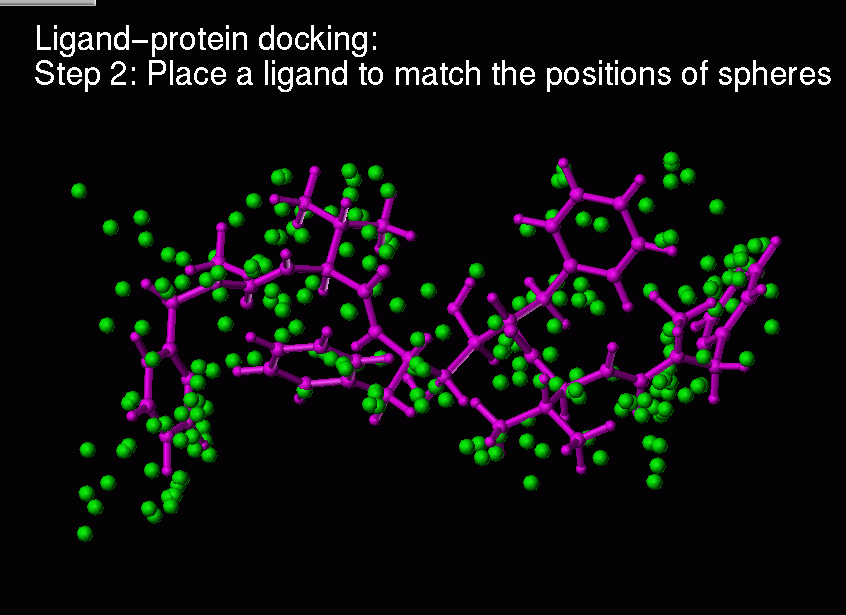 Ligand-protein docking:
Step 2: Place a ligand to match the positions of spheres